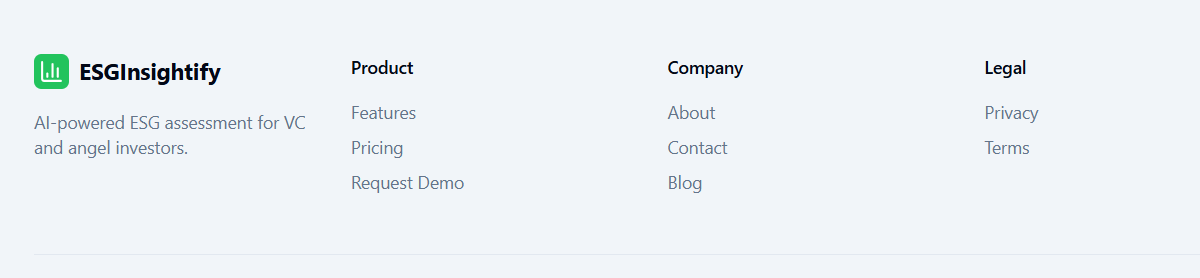 ESGInsightify
AI-powered ESG assessment for VC
and angel investors.
Product
Features
Pricing
Request Demo
Company
About
Contact
Blog
Legal
Privacy
Terms